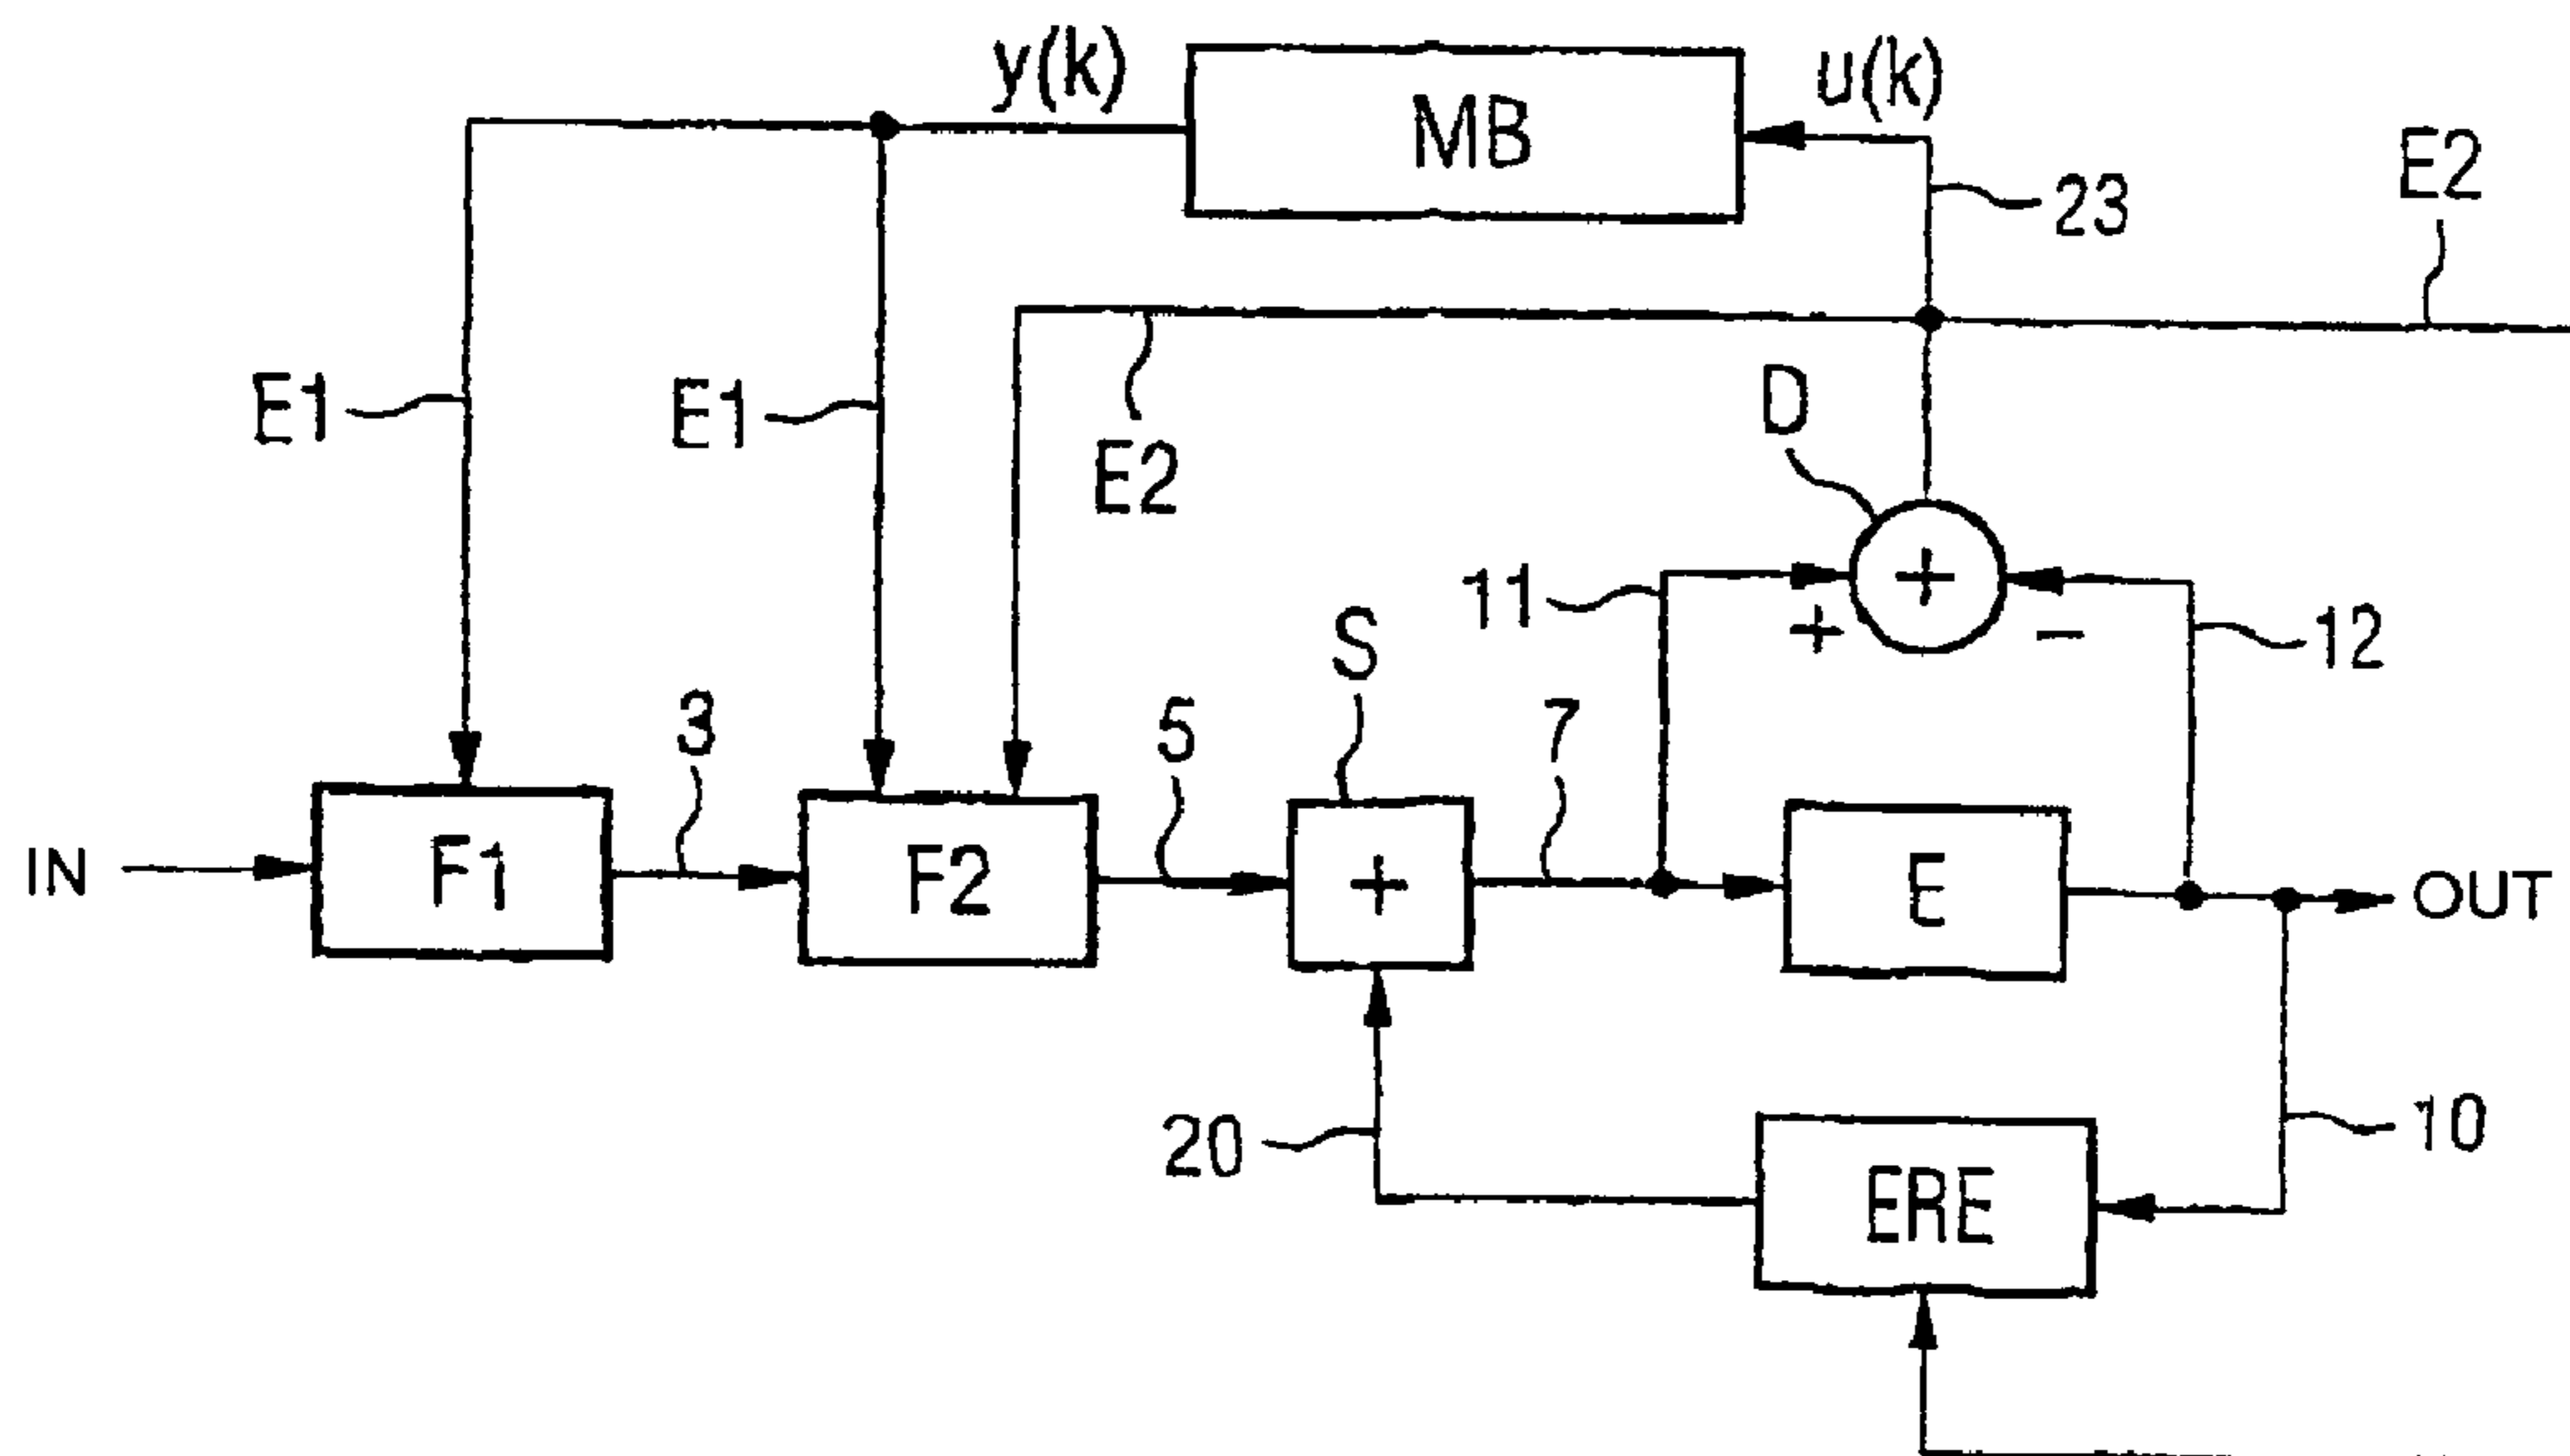 y(k)
MB
u(k)
23
E2
E1
E1
E2
D
11
+
+
−
12
S
3
5
7
IN
F1
F2
+
E
OUT
20
ERE
10